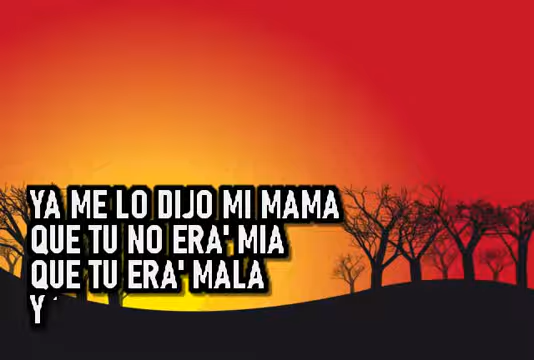 YA ME LO DIJO MI MAMA
QUE TU NO ERA' MIA
QUE TU ERA' MALA
Y